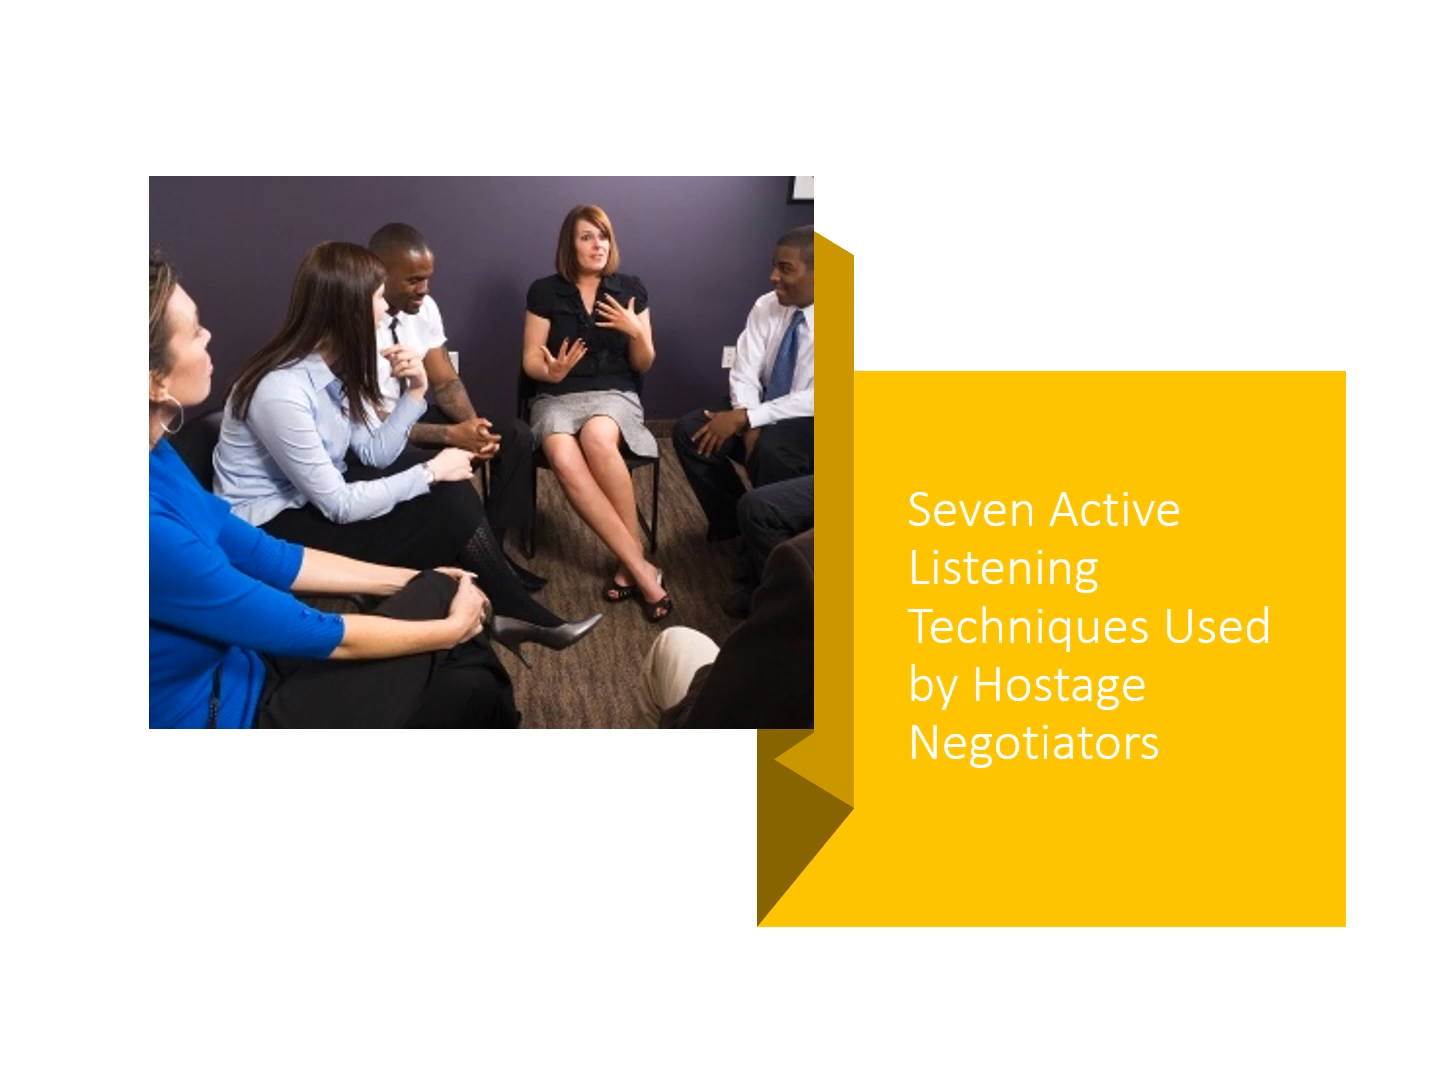 Seven Active
Listening
Techniques Used
by Hostage
Negotiators